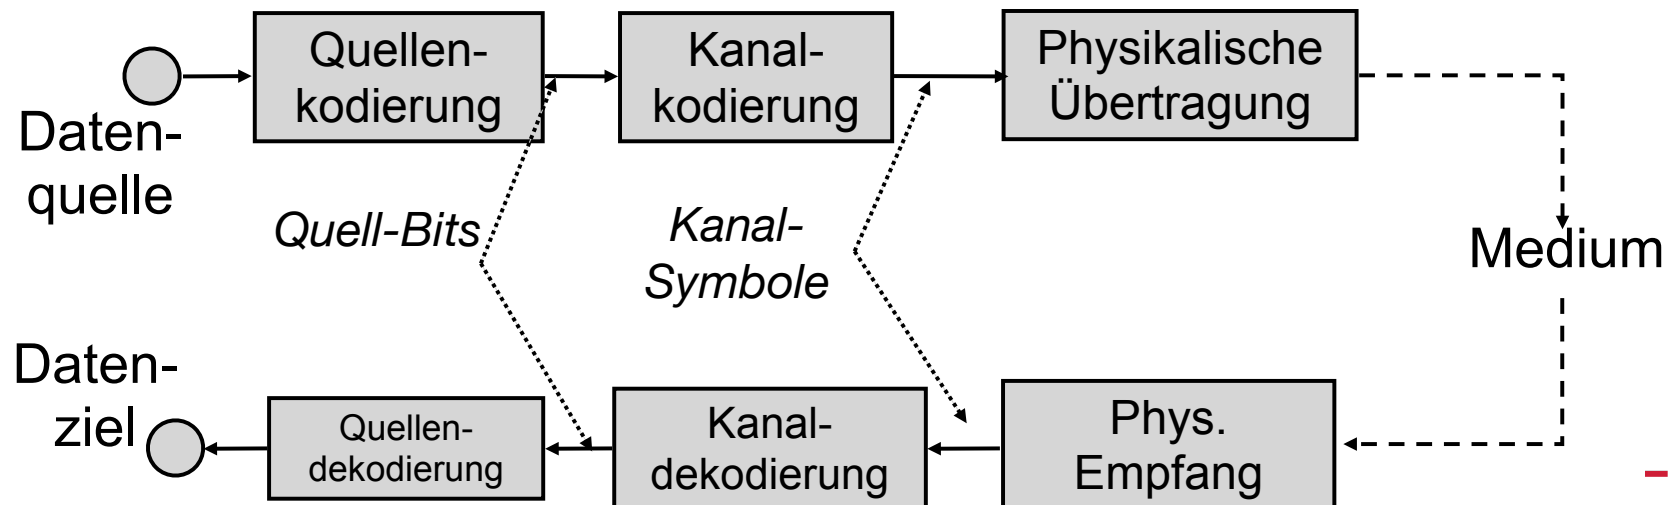 Quellen-
kodierung
Kanal-
kodierung
Physikalische
Übertragung
Daten-
quelle
Quell-Bits
Kanal-
Symbole
Medium
Daten-
ziel
Quellen-
dekodierung
Kanal-
dekodierung
Phys.
Empfang